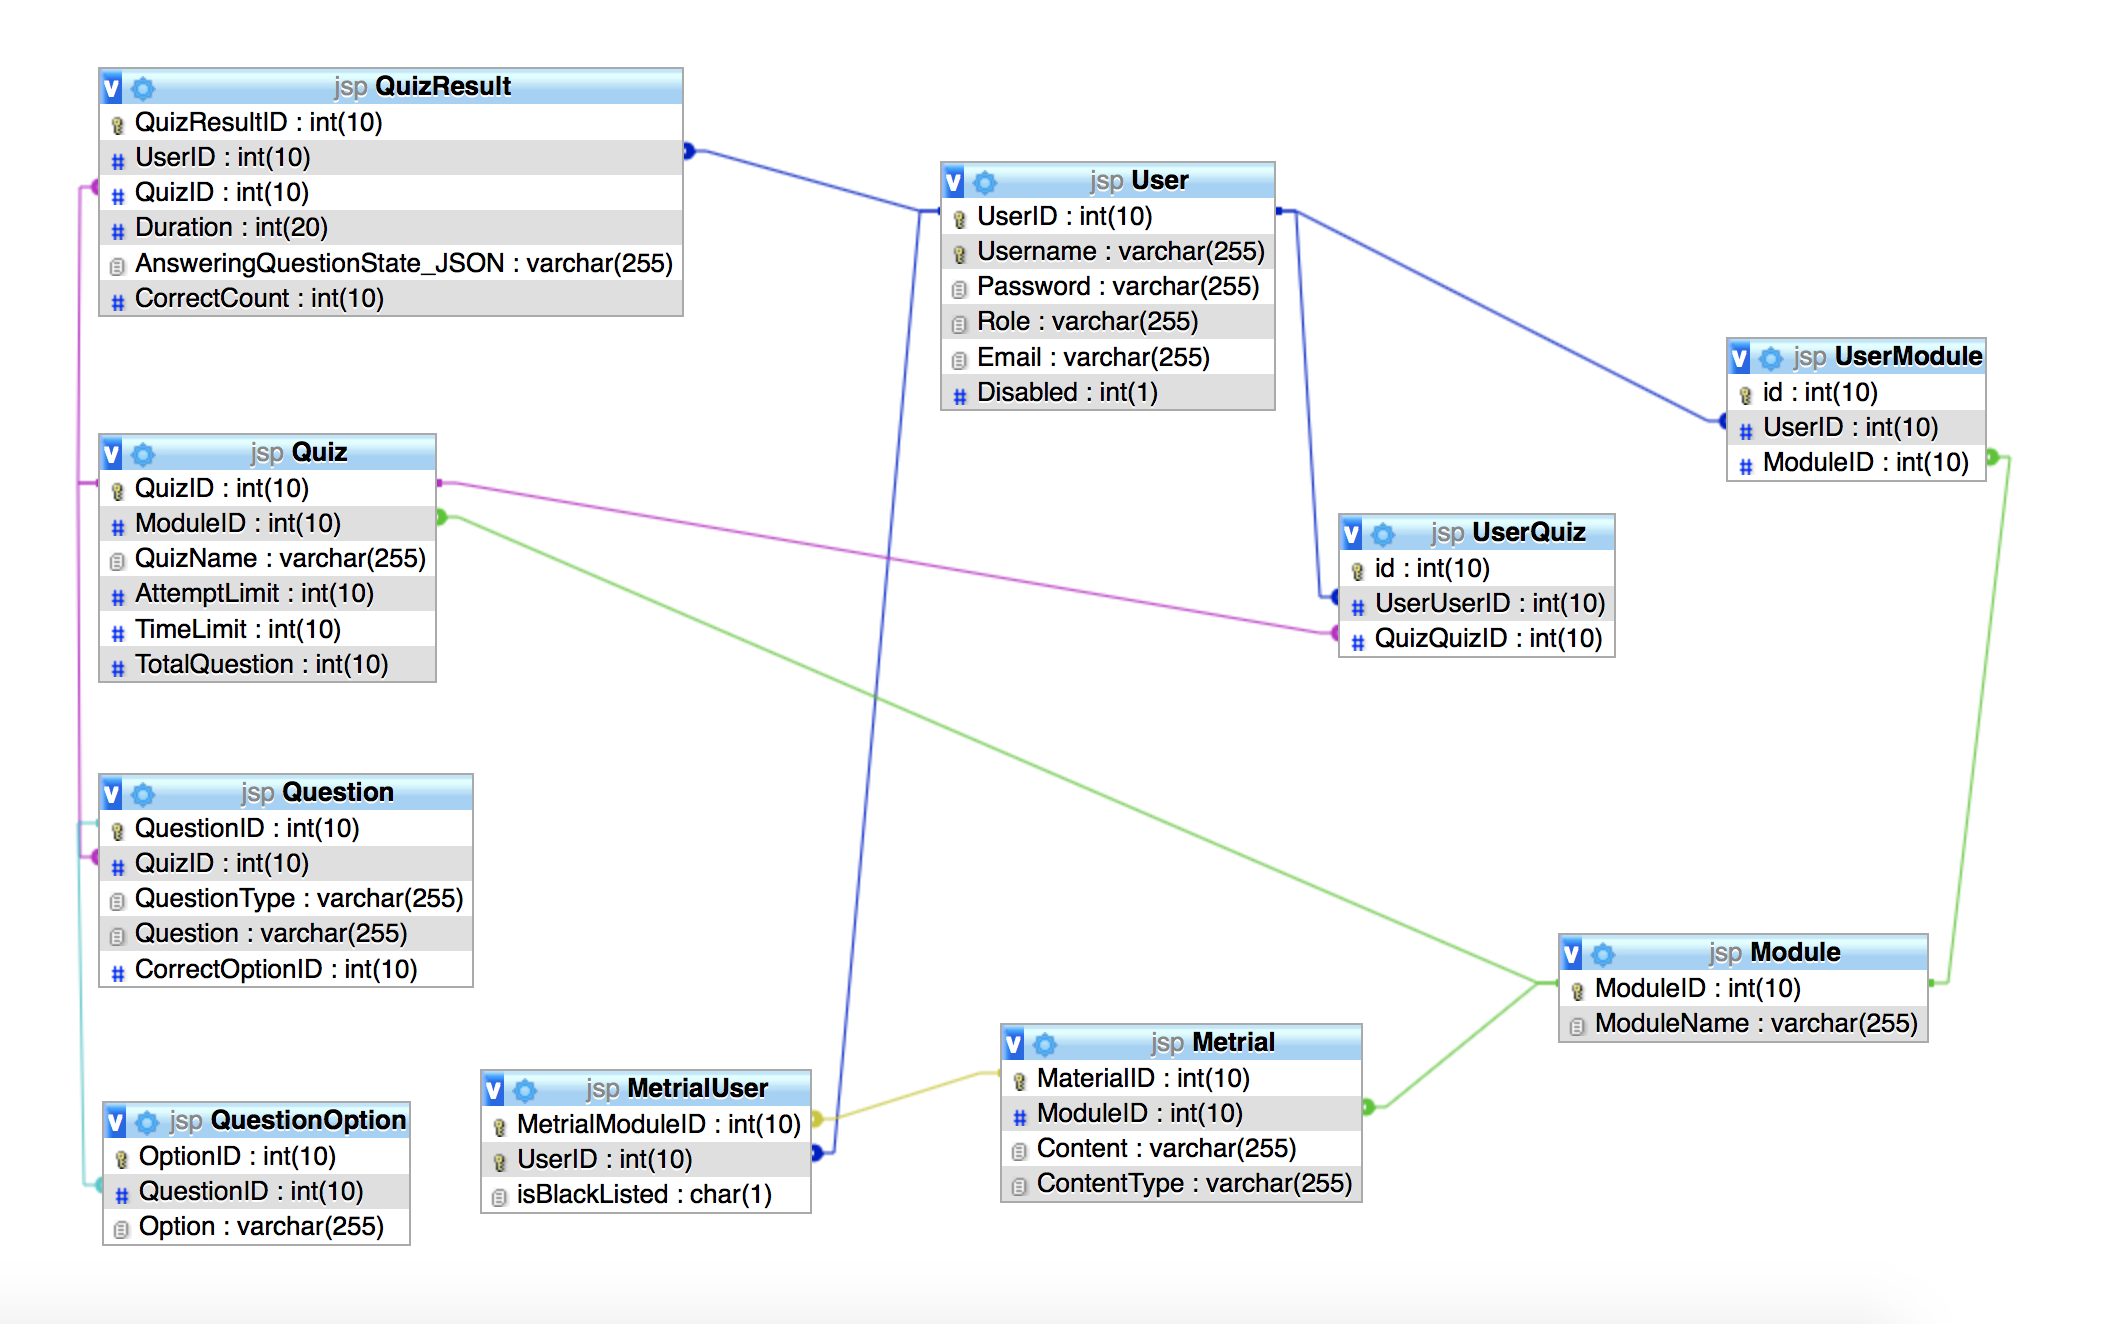 jsp QuizResult
QuizResultID : int(10)
UserID : int(10)
QuizID : int(10)
Duration : int(20)
AnsweringQuestionState_JSON : varchar(255)
CorrectCount : int(10)
jsp User
UserID : int(10)
Username : varchar(255)
Password : varchar(255)
Role : varchar(255)
Email : varchar(255)
Disabled : int(1)
jsp UserModule
id : int(10)
UserID : int(10)
ModuleID : int(10)
jsp Quiz
QuizID : int(10)
ModuleID : int(10)
QuizName : varchar(255)
AttemptLimit : int(10)
TimeLimit : int(10)
TotalQuestion : int(10)
jsp UserQuiz
id : int(10)
UserUserID : int(10)
QuizQuizID : int(10)
jsp Question
QuestionID : int(10)
QuizID : int(10)
QuestionType : varchar(255)
Question : varchar(255)
CorrectOptionID : int(10)
jsp Module
ModuleID : int(10)
ModuleName : varchar(255)
jsp Metrial
MaterialID : int(10)
ModuleID : int(10)
Content : varchar(255)
ContentType : varchar(255)
jsp MetrialUser
MetrialModuleID : int(10)
UserID : int(10)
isBlackListed : char(1)
jsp QuestionOption
OptionID : int(10)
QuestionID : int(10)
Option : varchar(255)